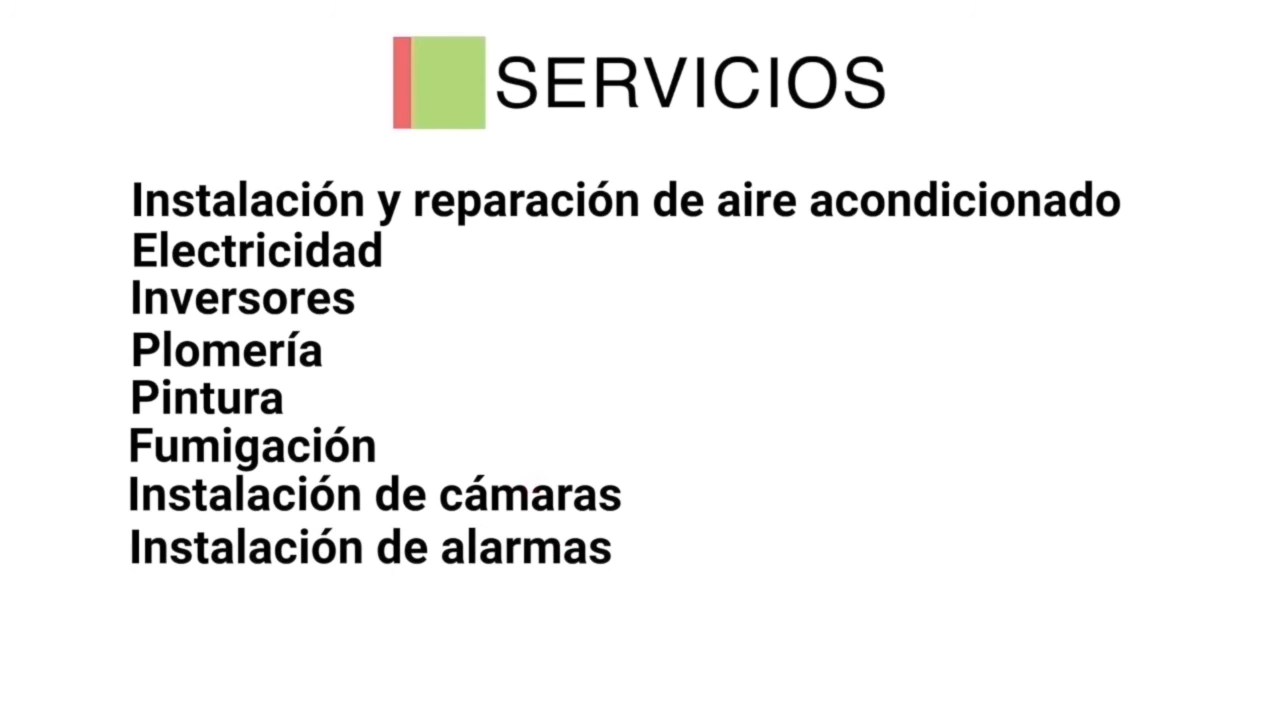 SERVICIOS
Instalación y reparación de aire acondicionado
Electricidad
Inversores
Plomería
Pintura
Fumigación
Instalación de cámaras
Instalación de alarmas